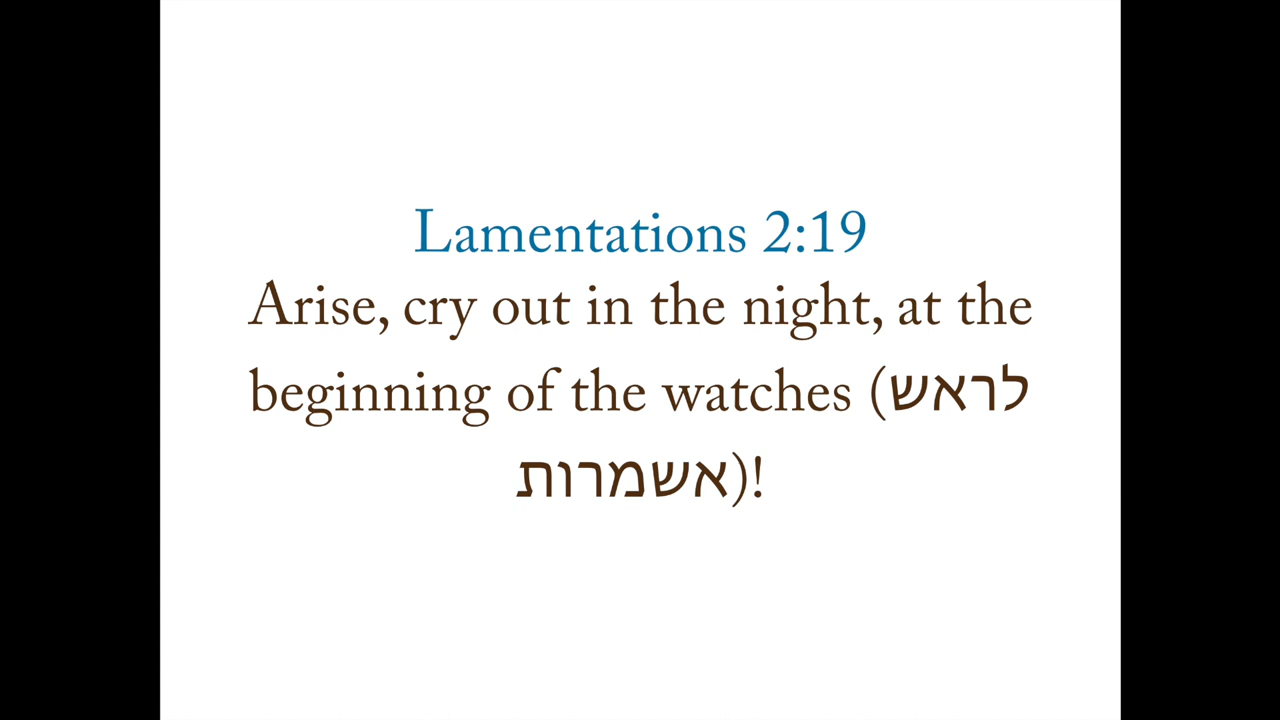 Lamentations 2:19
Arise, cry out in the night, at the
beginning of the watches (לראש
אשמרות)!